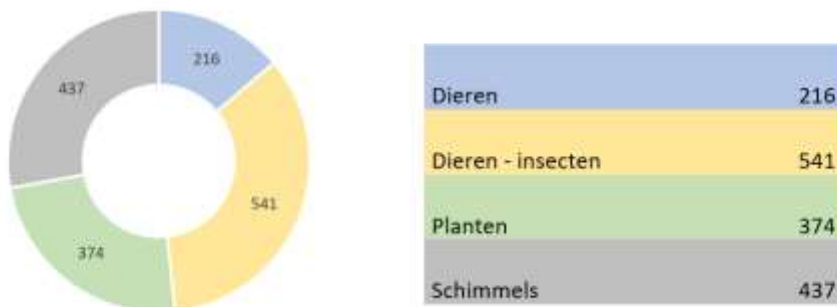 216
437
541
374
Dieren 216
Dieren - insecten 541
Planten 374
Schimmels 437